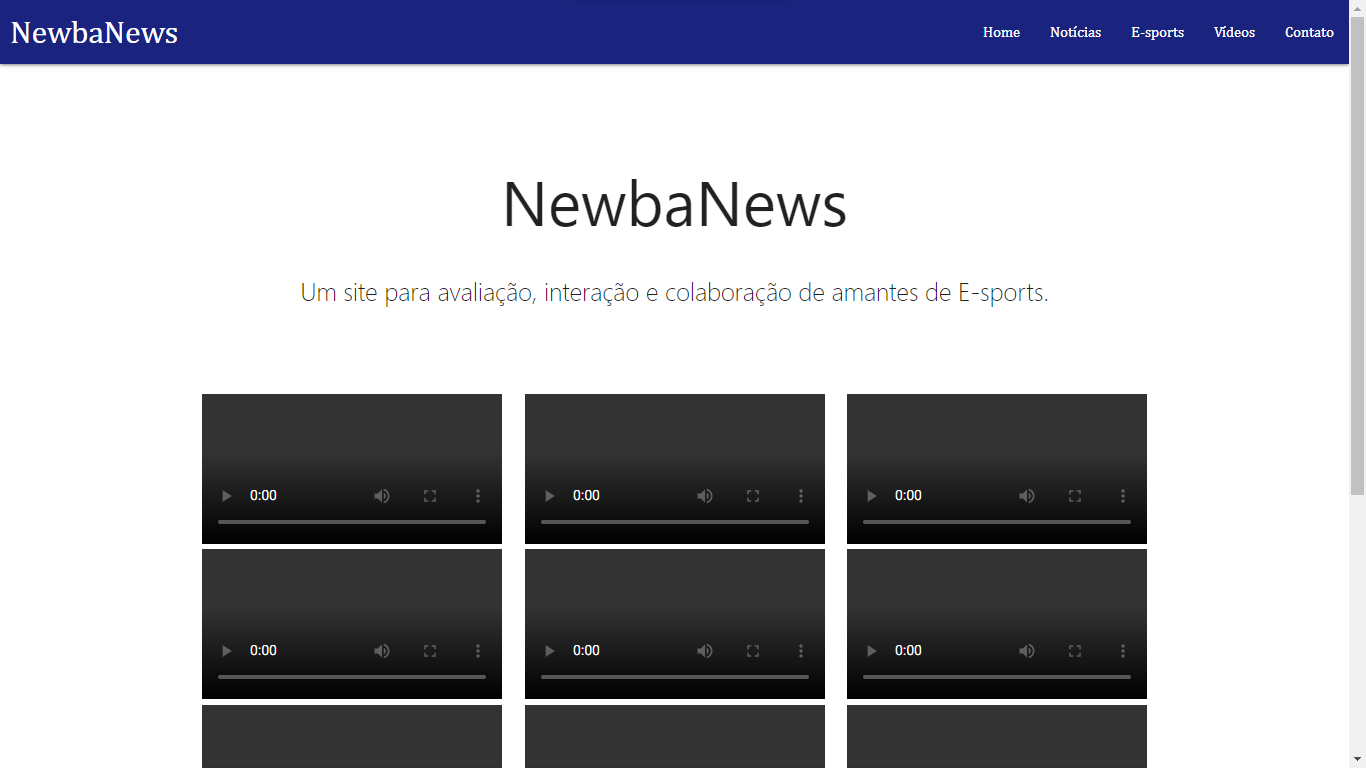 NewbaNews
Home Notícias E-sports Vídeos Contato
NewbaNews
Um site para avaliação, interação e colaboração de amantes de E-sports.
0:00 0:00 0:00
0:00 0:00 0:00